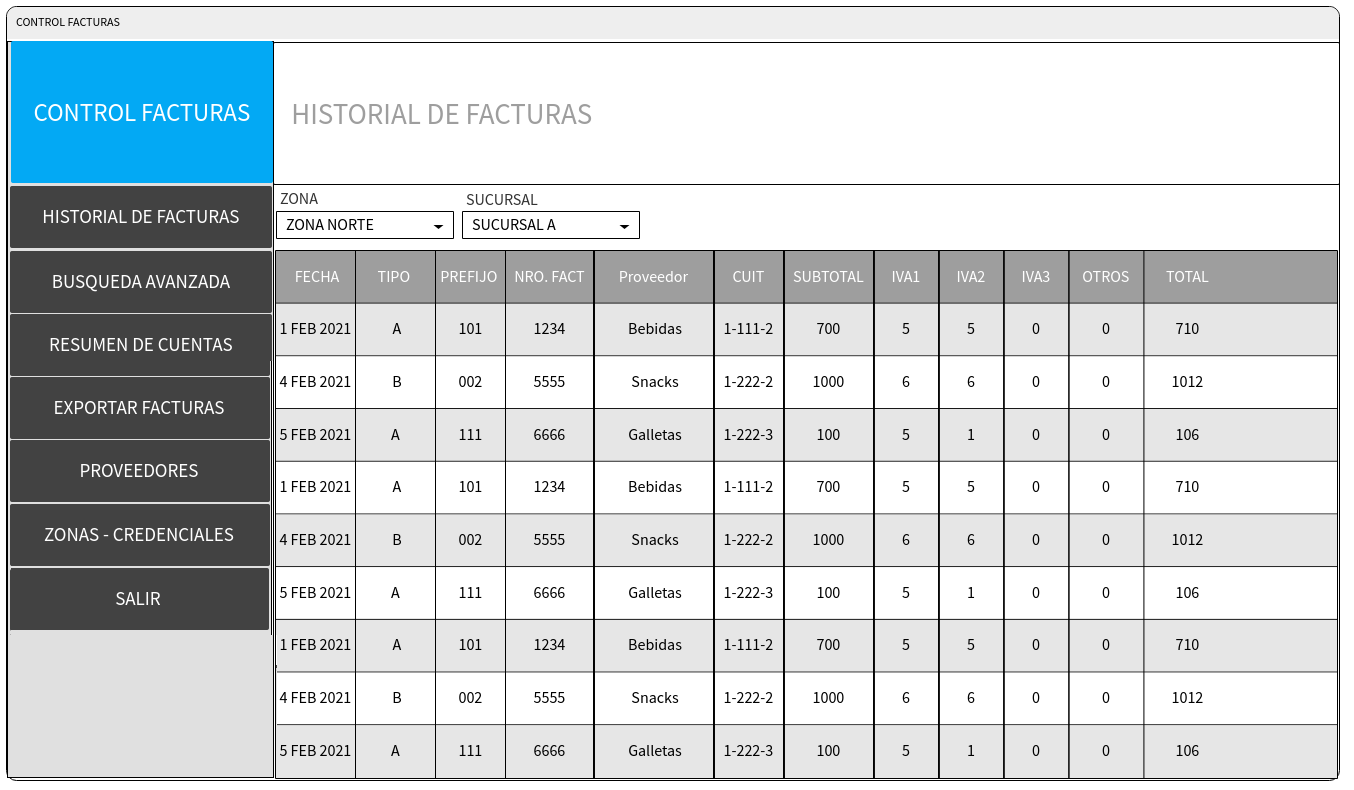 CONTROL FACTURAS
CONTROL FACTURAS
HISTORIAL DE FACTURAS
BUSQUEDA AVANZADA
RESUMEN DE CUENTAS
EXPORTAR FACTURAS
PROVEEDORES
ZONAS - CREDENCIALES
SALIR
HISTORIAL DE FACTURAS
ZONA SUCURSAL
ZONA NORTE SUCURSAL A
FECHA TIPO PREFIJO NRO. FACT Proveedor CUIT SUBTOTAL IVA1 IVA2 IVA3 OTROS TOTAL
1 FEB 2021 A 101 1234 Bebidas 1-111-2 700 5 5 0 0 710
4 FEB 2021 B 002 5555 Snacks 1-222-2 1000 6 6 0 0 1012
5 FEB 2021 A 111 6666 Galletas 1-222-3 100 5 1 0 0 106
1 FEB 2021 A 101 1234 Bebidas 1-111-2 700 5 5 0 0 710
4 FEB 2021 B 002 5555 Snacks 1-222-2 1000 6 6 0 0 1012
5 FEB 2021 A 111 6666 Galletas 1-222-3 100 5 1 0 0 106
1 FEB 2021 A 101 1234 Bebidas 1-111-2 700 5 5 0 0 710
4 FEB 2021 B 002 5555 Snacks 1-222-2 1000 6 6 0 0 1012
5 FEB 2021 A 111 6666 Galletas 1-222-3 100 5 1 0 0 106